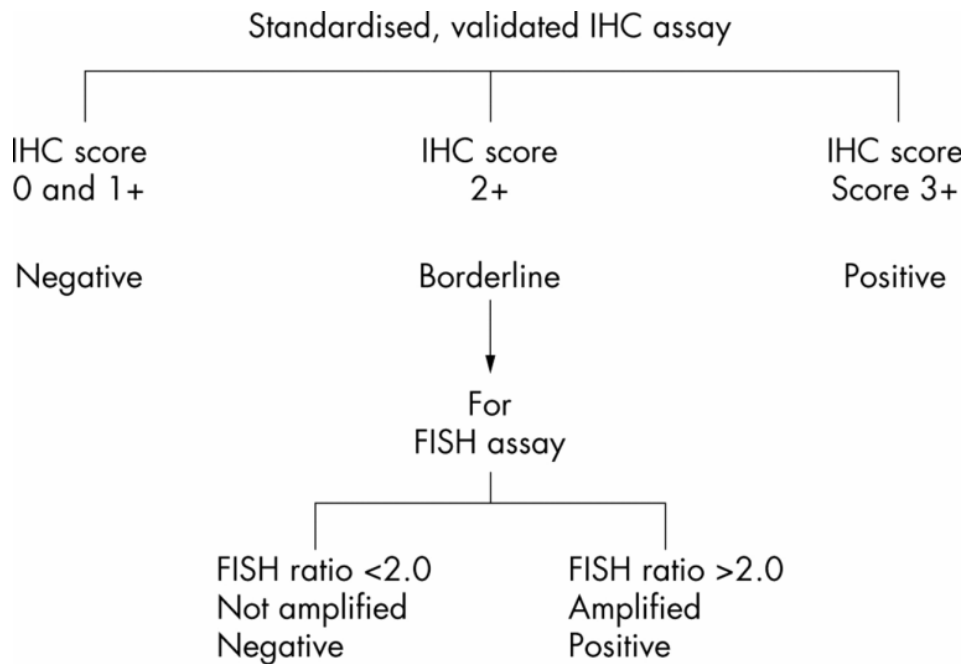 Standardised, validated IHC assay
IHC score
0 and 1+
Negative
IHC score
2+
Borderline
IHC score
Score 3+
Positive
For
FISH assay
FISH ratio <2.0
Not amplified
Negative
FISH ratio >2.0
Amplified
Positive